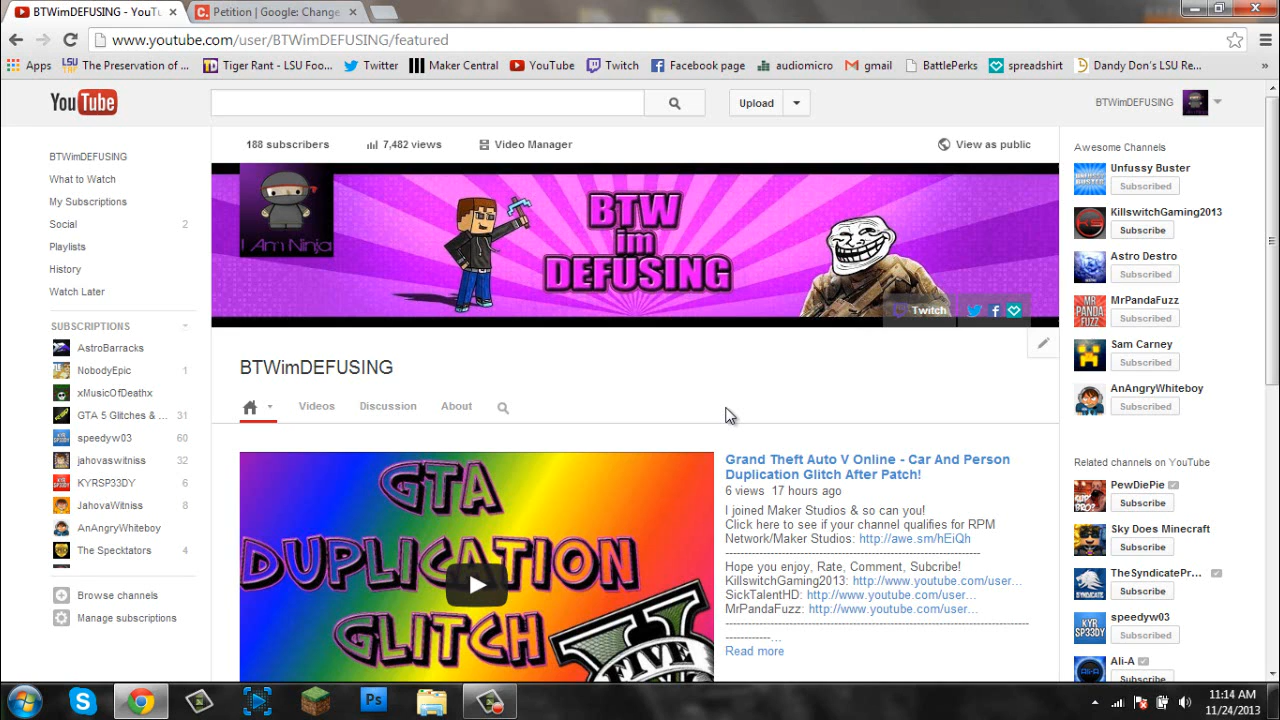 BTWimDEFUSING - YouTu
Petition | Google: Change
www.youtube.com/user/BTWimDEFUSING/featured
Apps
The Preservation of ...
Tiger Rant - LSU Foo...
Twitter
Maker Central
YouTube
Twitch
Facebook page
audiomicro
gmail
BattlePerks
spreadshirt
Dandy Don's LSU Re...
YouTube
Upload
BTWimDEFUSING
BTWimDEFUSING
What to Watch
My Subscriptions
Social 2
Playlists
History
Watch Later
SUBSCRIPTIONS
AstroBarracks
NobodyEpic 1
xMusicOfDeathx
GTA 5 Glitches & ... 31
speedyw03 60
jahovaswitniss 32
KYRSP33DY 6
JahovaWitniss 8
AnAngryWhiteboy
The Specktators 4
Browse channels
Manage subscriptions
188 subscribers
7,482 views
Video Manager
View as public
I Am Ninja
BTW
im
DEFUSING
Twitch
BTWimDEFUSING
Videos
Discussion
About
GTA
DUPLICATION
GLITCH
V
FIVE
Grand Theft Auto V Online - Car And Person
Duplication Glitch After Patch!
6 views 17 hours ago
I joined Maker Studios & so can you!
Click here to see if your channel qualifies for RPM
Network/Maker Studios: http://awe.sm/hEiQh
--------------------------------------------------------------
Hope you enjoy, Rate, Comment, Subcribe!
KillswitchGaming2013: http://www.youtube.com/user...
SickTalentHD: http://www.youtube.com/user...
MrPandaFuzz: http://www.youtube.com/user...
--------------------------------------------------------------------------
-----------...
Read more
Awesome Channels
Unfussy Buster
Subscribed
KillswitchGaming2013
Subscribe
Astro Destro
Subscribed
MrPandaFuzz
Subscribed
Sam Carney
Subscribed
AnAngryWhiteboy
Subscribed
Related channels on YouTube
PewDiePie
Subscribe
Sky Does Minecraft
Subscribe
TheSyndicatePr...
Subscribe
speedyw03
Subscribed
Ali-A
Subscribe
11:14 AM
11/24/2013